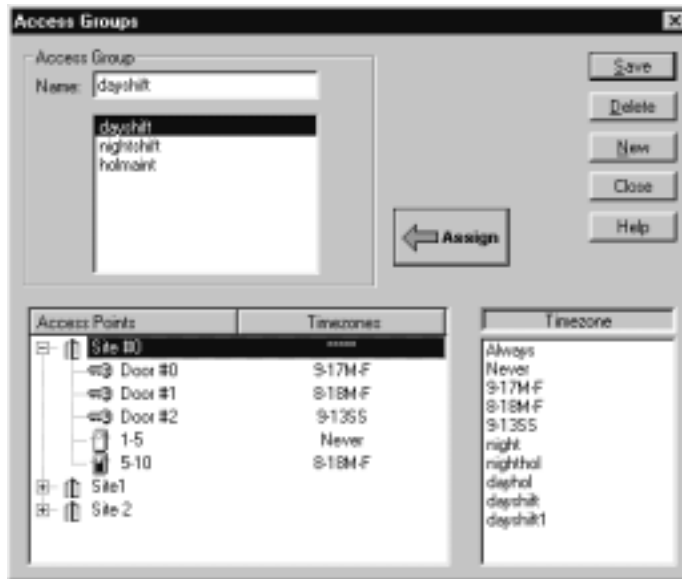 Access Groups
Access Group
Name: dayshift
dayshift
nightshift
holmaint
Save
Delete
New
Close
Help
Assign
Access Points Timezones
Site #0 *****
Door #0 9-17M-F
Door #1 8-18M-F
Door #2 9-13SS
1-5 Never
5-10 8-18M-F
Site1
Site 2
Timezone
Always
Never
9-17M-F
8-18M-F
9-13SS
night
nighthol
dayhol
dayshift
dayshift1